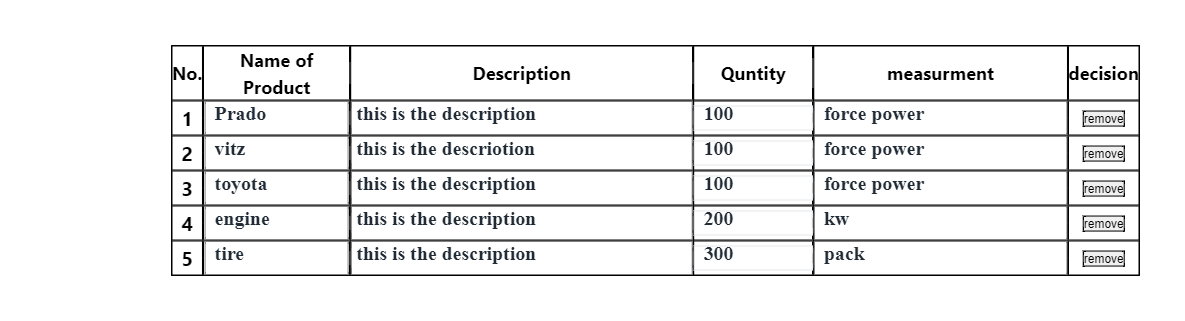 No. Name of Product Description Quntity measurment decision
1 Prado this is the description 100 force power remove
2 vitz this is the descriotion 100 force power remove
3 toyota this is the description 100 force power remove
4 engine this is the description 200 kw remove
5 tire this is the description 300 pack remove